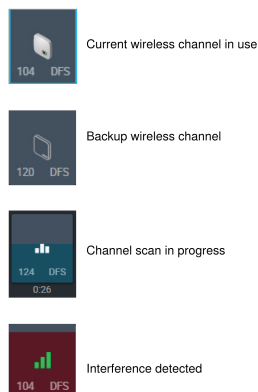 Current wireless channel in use
104 DFS
Backup wireless channel
120 DFS
Channel scan in progress
124 DFS
0:26
Interference detected
104 DFS